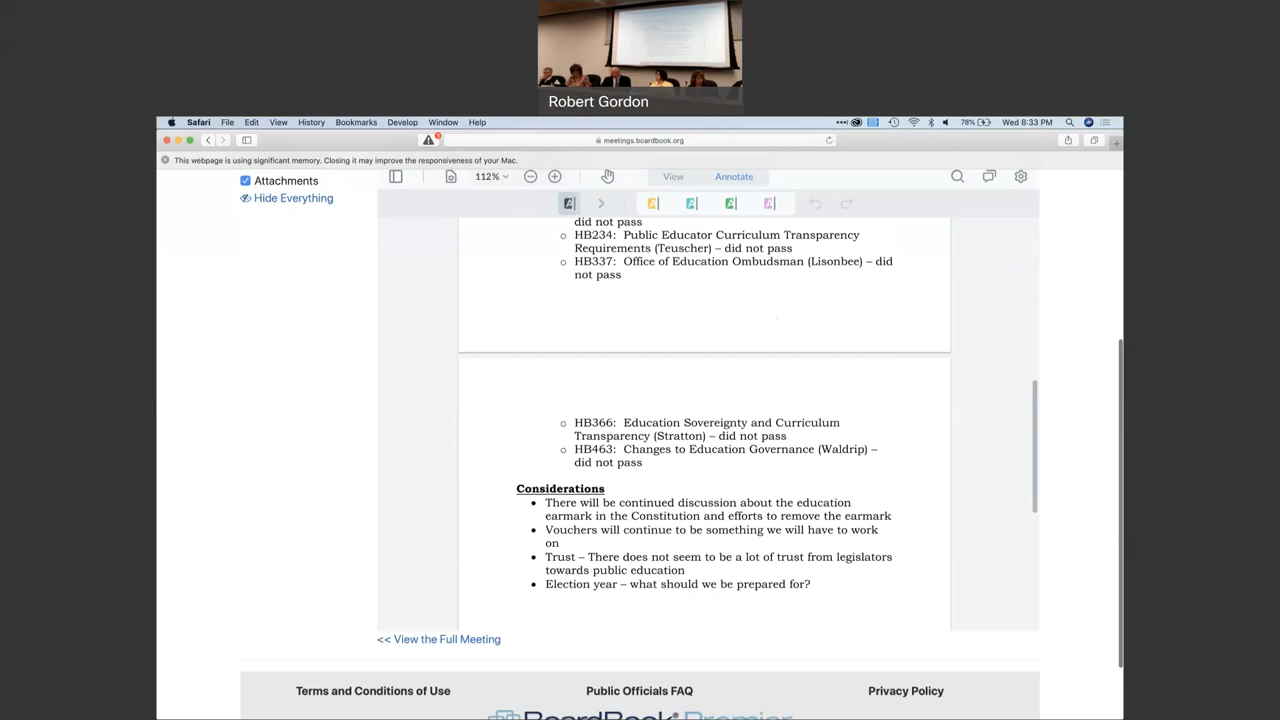 Robert Gordon
Safari File Edit View History Bookmarks Develop Window Help 78% Wed 8:33 PM
meetings.boardbook.org
This webpage is using significant memory. Closing it may improve the responsiveness of your Mac.
Attachments
Hide Everything
112%
View Annotate
did not pass
HB234: Public Educator Curriculum Transparency
Requirements (Teuscher) – did not pass
HB337: Office of Education Ombudsman (Lisonbee) – did
not pass
HB366: Education Sovereignty and Curriculum
Transparency (Stratton) – did not pass
HB463: Changes to Education Governance (Waldrip) –
did not pass
Considerations
There will be continued discussion about the education
earmark in the Constitution and efforts to remove the earmark
Vouchers will continue to be something we will have to work
on
Trust – There does not seem to be a lot of trust from legislators
towards public education
Election year – what should we be prepared for?
<< View the Full Meeting
Terms and Conditions of Use Public Officials FAQ Privacy Policy
BoardBook Premier